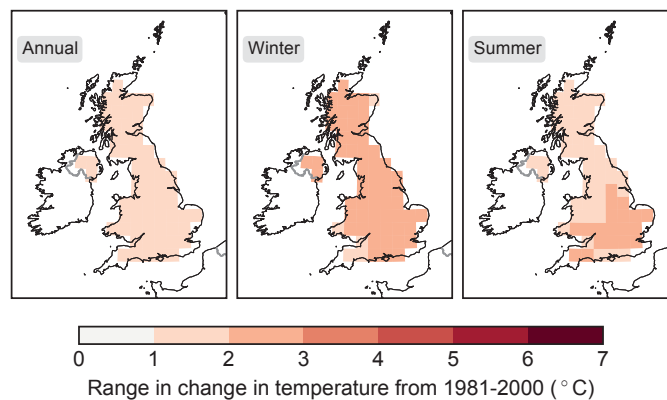 Annual
Winter
Summer
0 1 2 3 4 5 6 7
Range in change in temperature from 1981-2000 (°C)